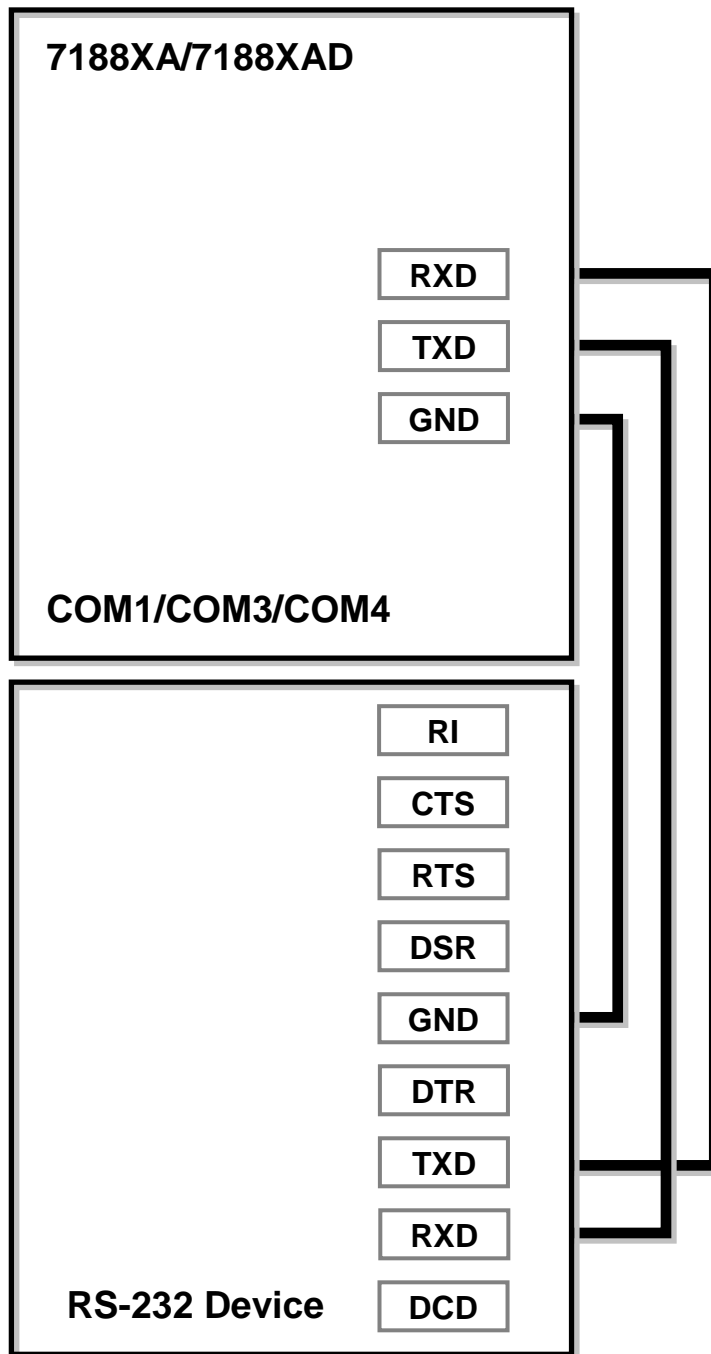 7188XA/7188XAD
RXD
TXD
GND
COM1/COM3/COM4
RI
CTS
RTS
DSR
GND
DTR
TXD
RXD
RS-232 Device DCD